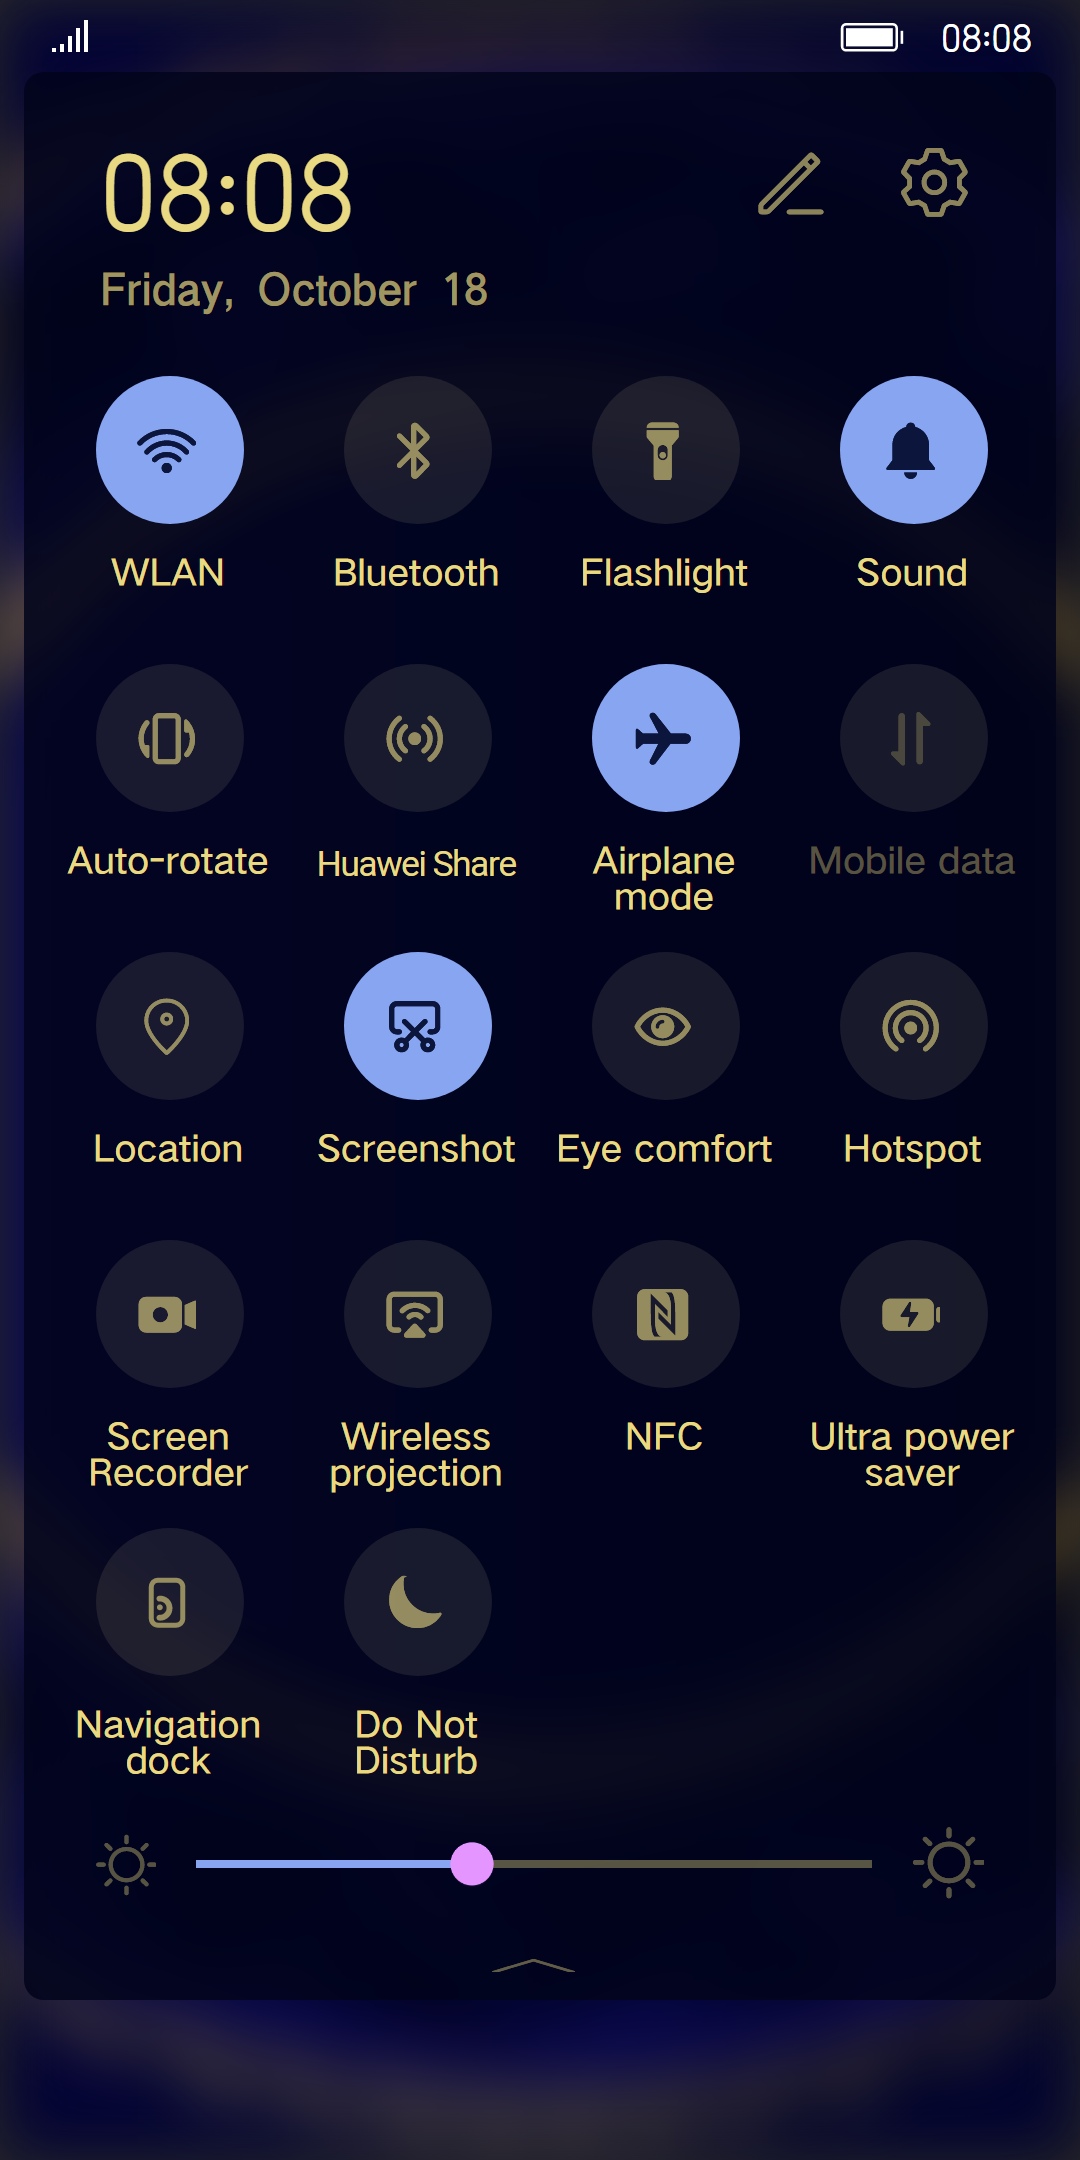 08:08
08:08
Friday, October 18
WLAN
Bluetooth
Flashlight
Sound
Auto-rotate
Huawei Share
Airplane
mode
Mobile data
Location
Screenshot
Eye comfort
Hotspot
Screen
Recorder
Wireless
projection
NFC
Ultra power
saver
Navigation
dock
Do Not
Disturb